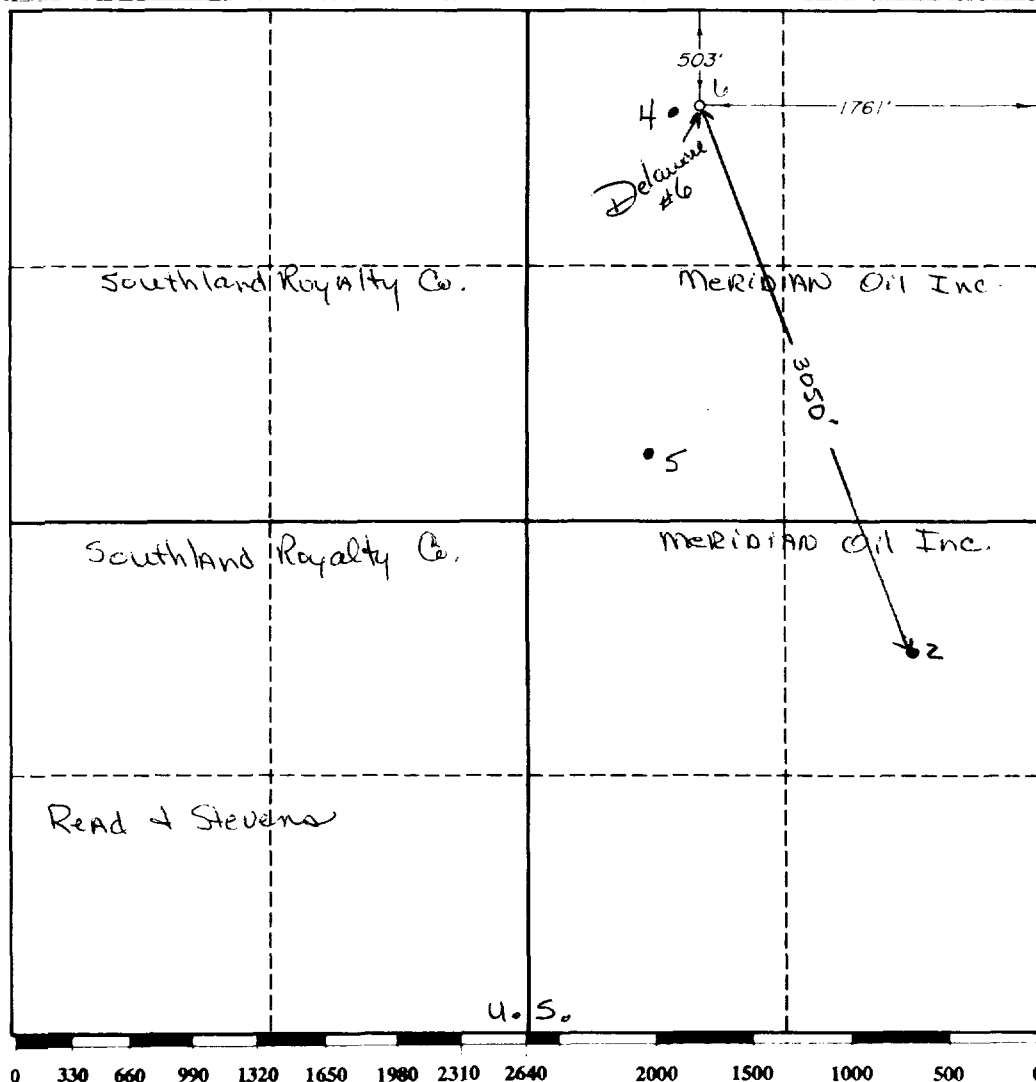 503'
6
4
1761'
Delaware
#6
Southland Royalty Co.
MERIDIAN Oil Inc.
3050'
5
Southland Royalty Co.
MERIDIAN Oil Inc.
2
Read & Stevens
U.S.
0 330 660 990 1320 1650 1980 2310 2640 2000 1500 1000 500 0